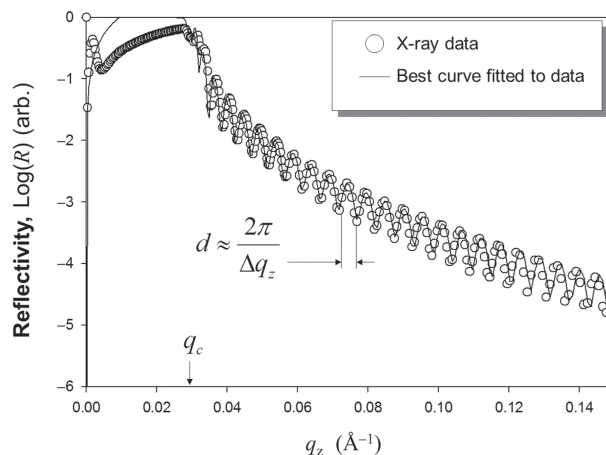 X-ray data
Best curve fitted to data
Reflectivity, Log(R) (arb.)
0
–1
–2
–3
–4
–5
–6
d ≈ 2π / Δq_z
q_c
0.00 0.02 0.04 0.06 0.08 0.10 0.12 0.14
q_z (Å⁻¹)